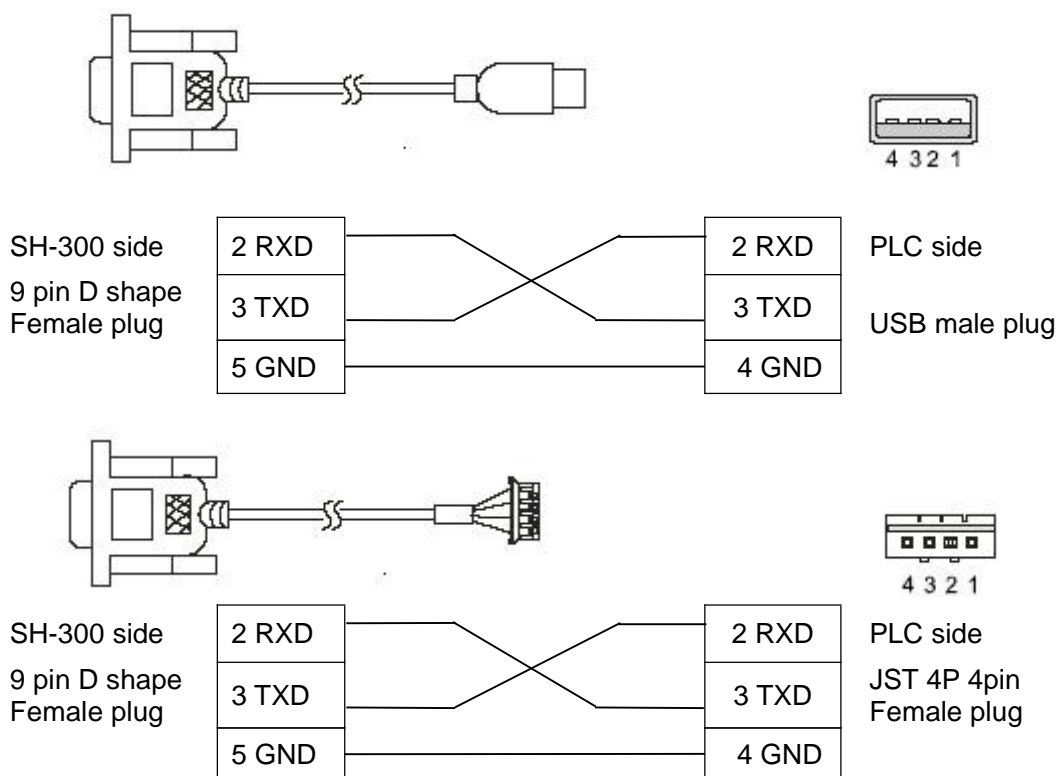 4 3 2 1
SH-300 side 2 RXD 2 RXD PLC side
9 pin D shape
Female plug 3 TXD 3 TXD USB male plug
5 GND 4 GND
4 3 2 1
SH-300 side 2 RXD 2 RXD PLC side
9 pin D shape JST 4P 4pin
Female plug 3 TXD 3 TXD Female plug
5 GND 4 GND